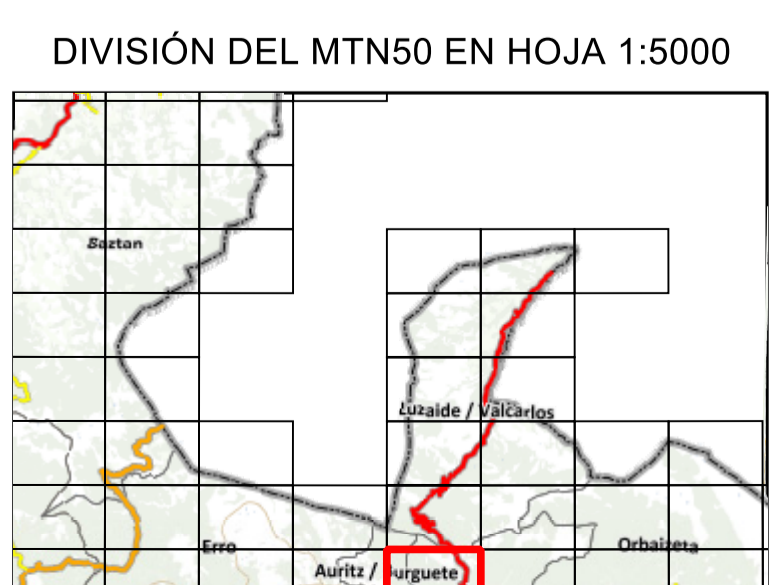 DIVISIÓN DEL MTN50 EN HOJA 1:5000
Baztan
Luzaide / Valcarlos
Erro
Orbaizeta
Auritz / Burguete